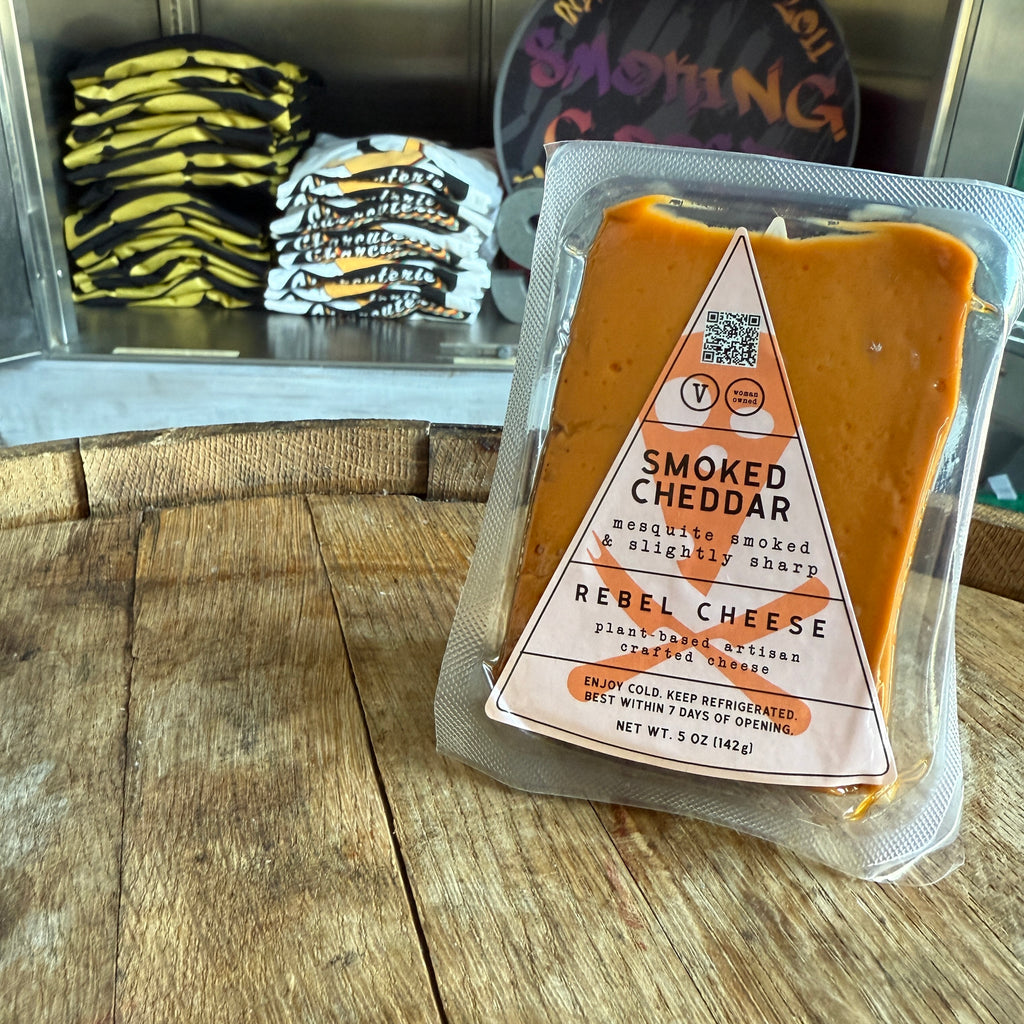 SMOKING
Charcuterie
V
woman
owned
SMOKED
CHEDDAR
mesquite smoked
& slightly sharp
REBEL CHEESE
plant-based artisan
crafted cheese
ENJOY COLD. KEEP REFRIGERATED.
BEST WITHIN 7 DAYS OF OPENING.
NET WT. 5 OZ (142g)